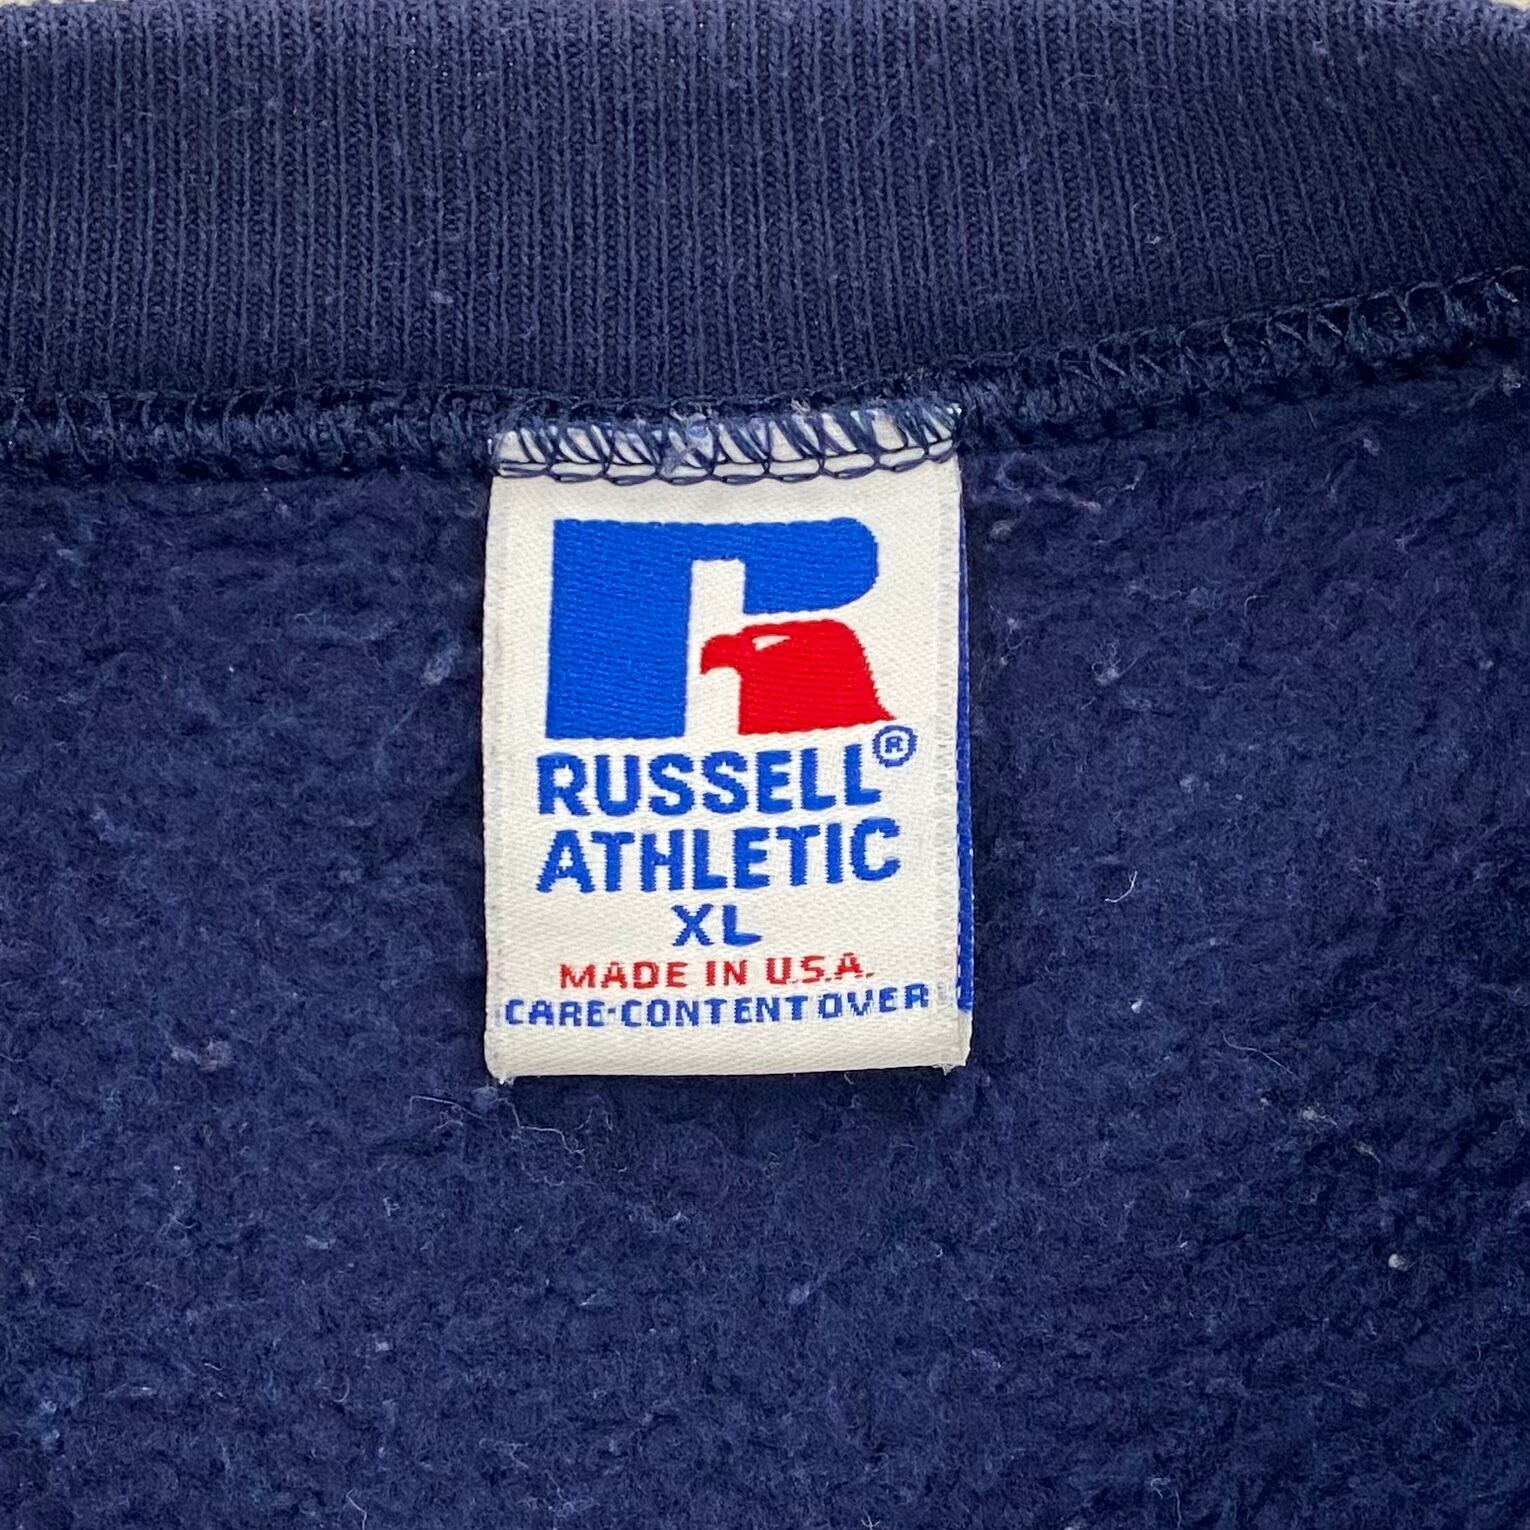 RUSSELL®
ATHLETIC
XL
MADE IN U.S.A.
CARE·CONTENT OVER